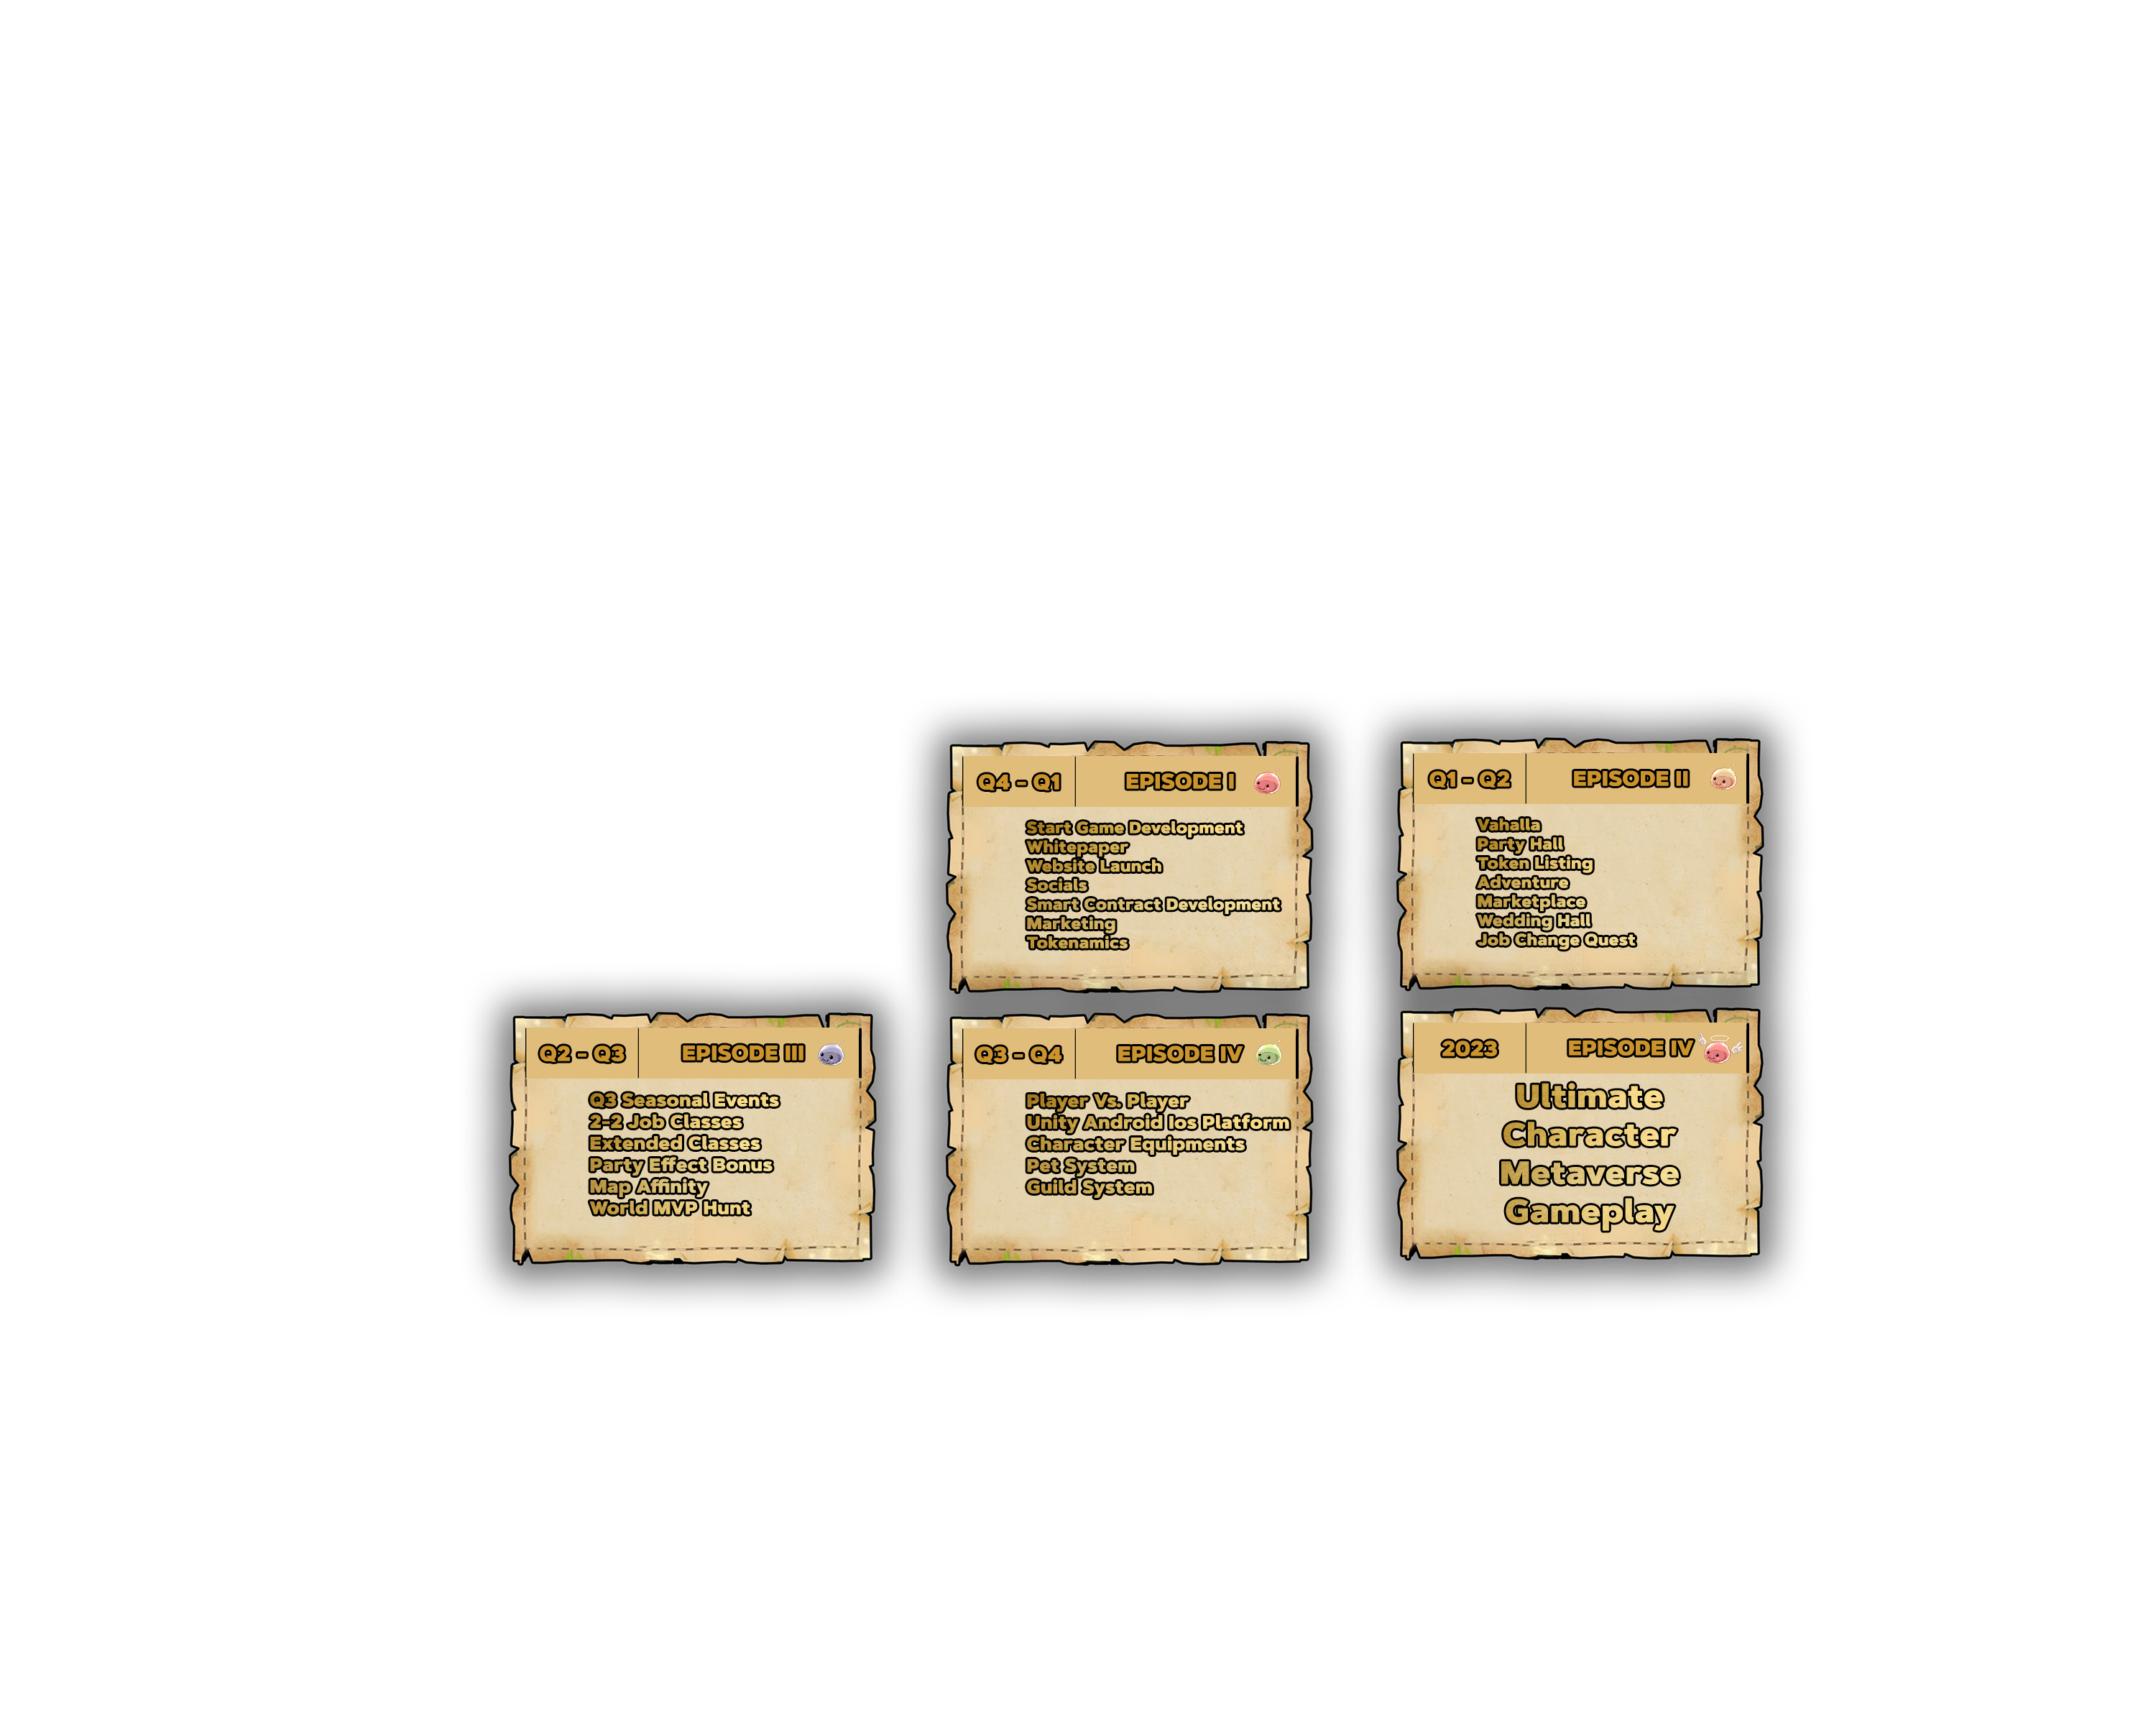 Q4 - Q1 EPISODE I
Start Game Development
Whitepaper
Website Launch
Socials
Smart Contract Development
Marketing
Tokenamics
Q1 - Q2 EPISODE II
Vahalla
Party Hall
Token Listing
Adventure
Marketplace
Wedding Hall
Job Change Quest
Q2 - Q3 EPISODE III
Q3 Seasonal Events
2-2 Job Classes
Extended Classes
Party Effect Bonus
Map Affinity
World MVP Hunt
Q3 - Q4 EPISODE IV
Player Vs. Player
Unity Android Ios Platform
Character Equipments
Pet System
Guild System
2023 EPISODE IV
Ultimate
Character
Metaverse
Gameplay